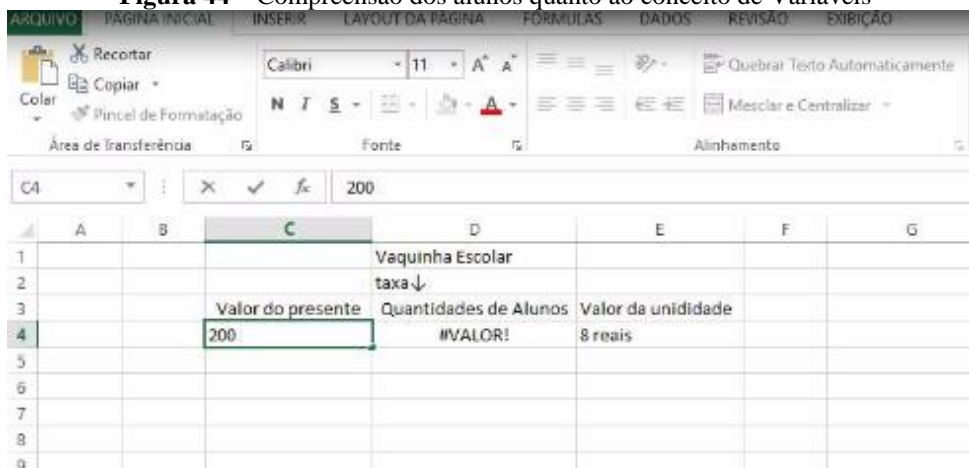 Figura 44 – Compreensão dos alunos quanto ao conceito de Variáveis
ARQUIVO PÁGINA INICIAL INSERIR LAYOUT DA PÁGINA FÓRMULAS DADOS REVISÃO EXIBIÇÃO
Recortar
Copiar
Colar
Pincel de Formatação
Calibri 11 A A
N I S A
Quebrar Texto Automaticamente
Mesclar e Centralizar
Área de Transferência Fonte Alinhamento
C4 fx 200
A B C D E F G
1 Vaquinha Escolar
2 taxa↓
3 Valor do presente Quantidades de Alunos Valor da unididade
4 200 #VALOR! 8 reais
5
6
7
8
9